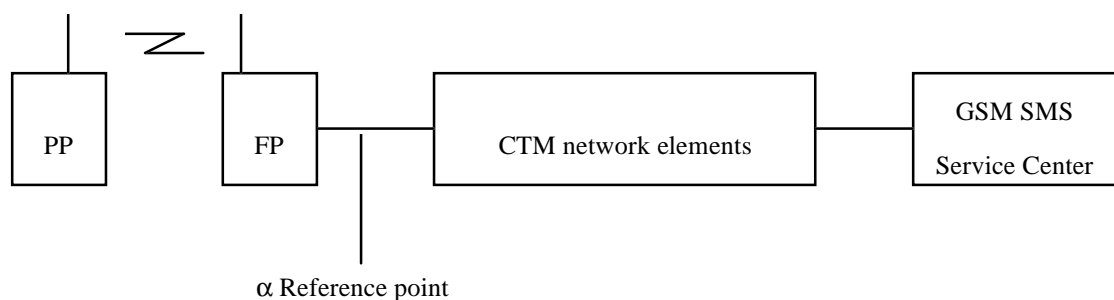 PP
FP
CTM network elements
GSM SMS
Service Center
α Reference point